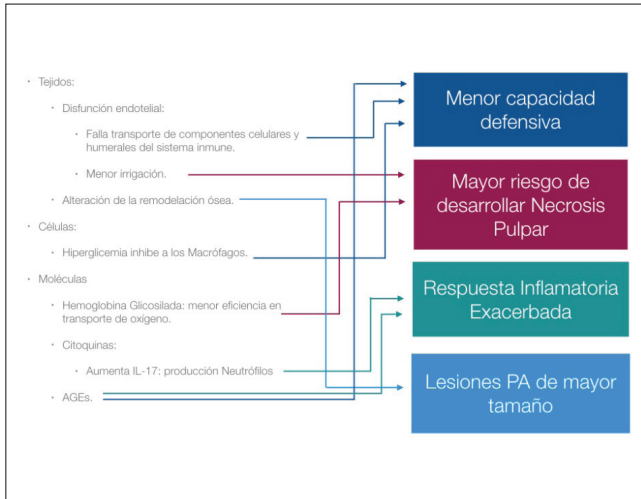 · Tejidos:
· Disfunción endotelial:
· Falla transporte de componentes celulares y
humerales del sistema inmune.
· Menor irrigación.
· Alteración de la remodelación ósea.
· Células:
· Hiperglicemia inhibe a los Macrófagos.
· Moléculas
· Hemoglobina Glicosilada: menor eficiencia en
transporte de oxígeno.
· Citoquinas:
· Aumenta IL-17: producción Neutrófilos
· AGEs.
Menor capacidad
defensiva
Mayor riesgo de
desarrollar Necrosis
Pulpar
Respuesta Inflamatoria
Exacerbada
Lesiones PA de mayor
tamaño